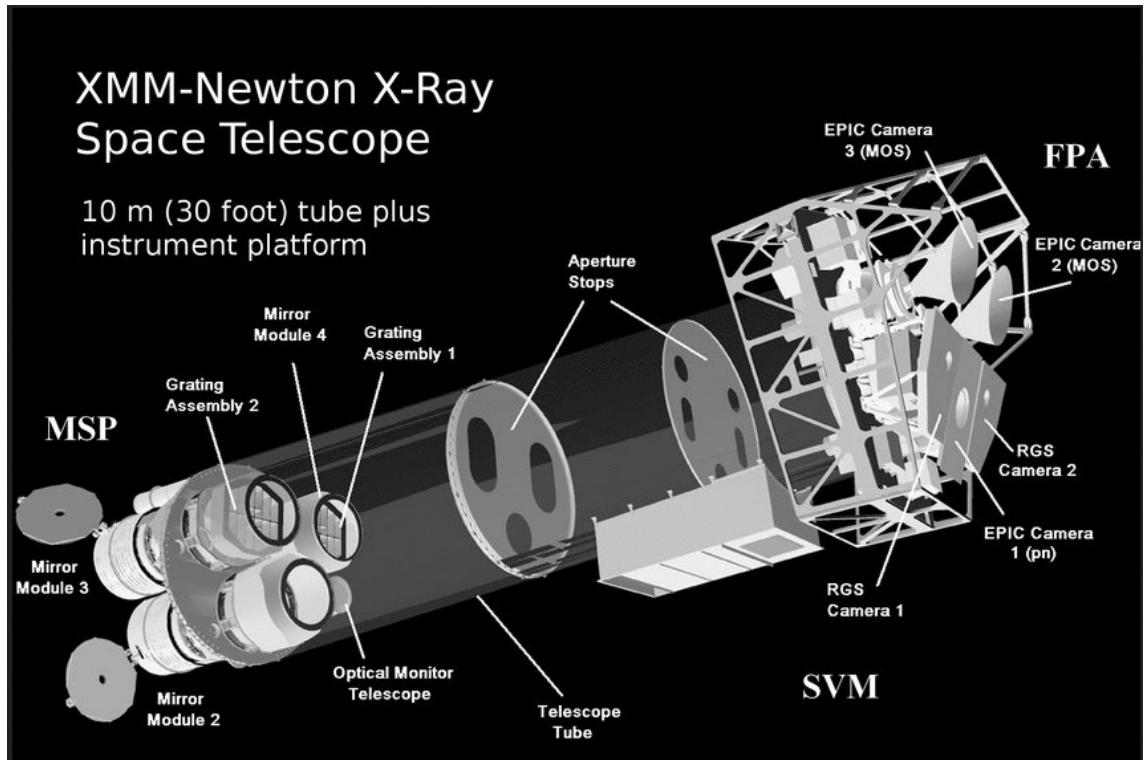 XMM-Newton X-Ray
Space Telescope
10 m (30 foot) tube plus
instrument platform
EPIC Camera
3 (MOS)
FPA
EPIC Camera
2 (MOS)
Aperture
Stops
Mirror
Module 4
Grating
Assembly 1
Grating
Assembly 2
MSP
Mirror
Module 3
RGS
Camera 2
EPIC Camera
1 (pn)
RGS
Camera 1
Optical Monitor
Telescope
Mirror
Module 2
Telescope
Tube
SVM